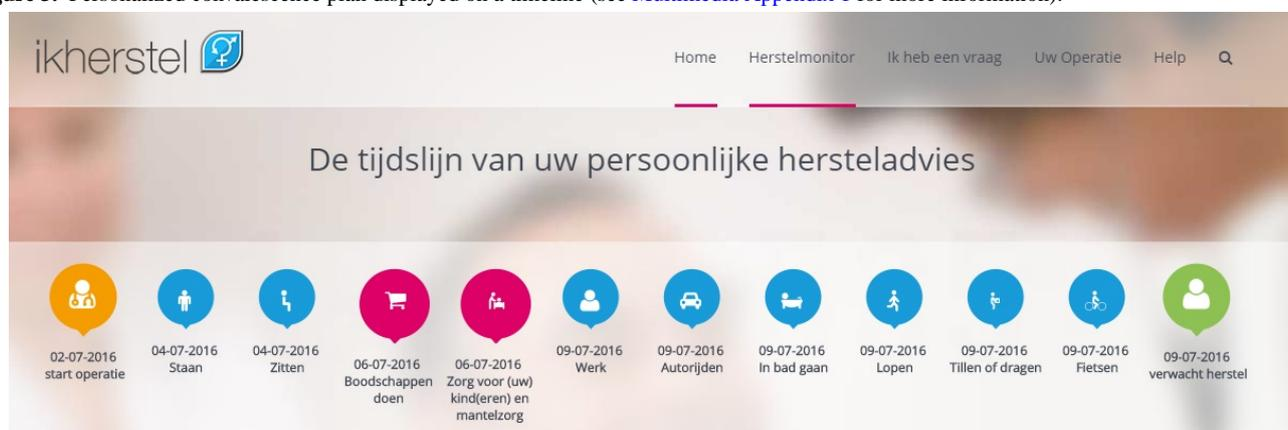 Personalized convalescence plan displayed on a timeline (see Multimedia Appendix 3 for more information).
ikherstel
Home Herstelmonitor Ik heb een vraag Uw Operatie Help
De tijdslijn van uw persoonlijke hersteladvies
02-07-2016
start operatie
04-07-2016
Staan
04-07-2016
Zitten
06-07-2016
Boodschappen
doen
06-07-2016
Zorg voor (uw)
kind(eren) en
mantelzorg
09-07-2016
Werk
09-07-2016
Autorijden
09-07-2016
In bad gaan
09-07-2016
Lopen
09-07-2016
Tillen of dragen
09-07-2016
Fietsen
09-07-2016
verwacht herstel